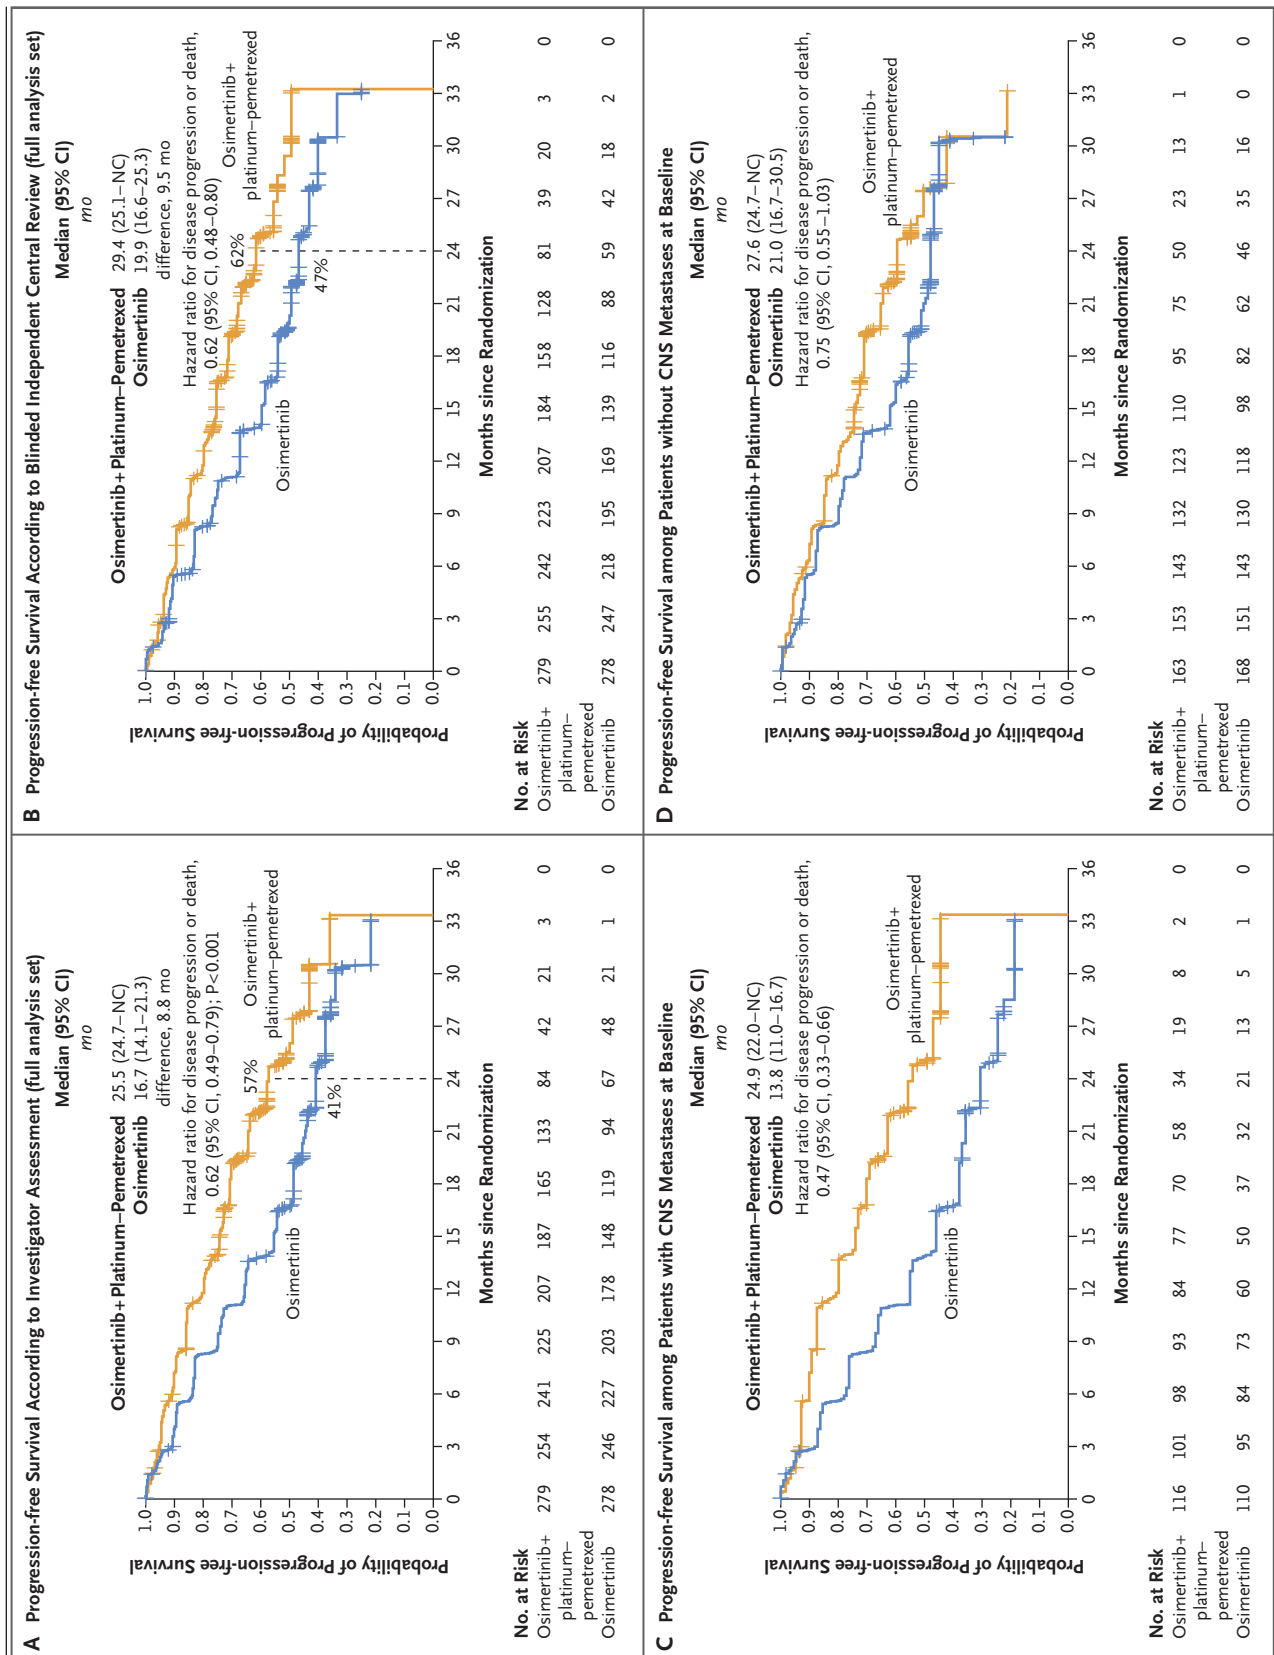 A Progression-free Survival According to Investigator Assessment (full analysis set)
Median (95% CI)
mo
Osimertinib+Platinum–Pemetrexed 25.5 (24.7–NC)
Osimertinib 16.7 (14.1–21.3)
difference, 8.8 mo
Hazard ratio for disease progression or death,
0.62 (95% CI, 0.49–0.79); P<0.001
Probability of Progression-free Survival
1.0
0.9
0.8
0.7
0.6
0.5
0.4
0.3
0.2
0.1
0.0
57%
41%
Osimertinib+
platinum–pemetrexed
Osimertinib
0 3 6 9 12 15 18 21 24 27 30 33 36
Months since Randomization
No. at Risk
Osimertinib+ 279 254 241 225 207 187 165 133 84 42 21 3 0
platinum–
pemetrexed
Osimertinib 278 246 227 203 178 148 119 94 67 48 21 1 0
B Progression-free Survival According to Blinded Independent Central Review (full analysis set)
Median (95% CI)
mo
Osimertinib+Platinum–Pemetrexed 29.4 (25.1–NC)
Osimertinib 19.9 (16.6–25.3)
difference, 9.5 mo
Hazard ratio for disease progression or death,
0.62 (95% CI, 0.48–0.80)
Probability of Progression-free Survival
1.0
0.9
0.8
0.7
0.6
0.5
0.4
0.3
0.2
0.1
0.0
62%
47%
Osimertinib+
platinum–pemetrexed
Osimertinib
0 3 6 9 12 15 18 21 24 27 30 33 36
Months since Randomization
No. at Risk
Osimertinib+ 279 255 242 223 207 184 158 128 81 39 20 3 0
platinum–
pemetrexed
Osimertinib 278 247 218 195 169 139 116 88 59 42 18 2 0
C Progression-free Survival among Patients with CNS Metastases at Baseline
Median (95% CI)
mo
Osimertinib+Platinum–Pemetrexed 24.9 (22.0–NC)
Osimertinib 13.8 (11.0–16.7)
Hazard ratio for disease progression or death,
0.47 (95% CI, 0.33–0.66)
Probability of Progression-free Survival
1.0
0.9
0.8
0.7
0.6
0.5
0.4
0.3
0.2
0.1
0.0
Osimertinib+
platinum–pemetrexed
Osimertinib
0 3 6 9 12 15 18 21 24 27 30 33 36
Months since Randomization
No. at Risk
Osimertinib+ 116 101 98 93 84 77 70 58 34 19 8 2 0
platinum–
pemetrexed
Osimertinib 110 95 84 73 60 50 37 32 21 13 5 1 0
D Progression-free Survival among Patients without CNS Metastases at Baseline
Median (95% CI)
mo
Osimertinib+Platinum–Pemetrexed 27.6 (24.7–NC)
Osimertinib 21.0 (16.7–30.5)
Hazard ratio for disease progression or death,
0.75 (95% CI, 0.55–1.03)
Probability of Progression-free Survival
1.0
0.9
0.8
0.7
0.6
0.5
0.4
0.3
0.2
0.1
0.0
Osimertinib+
platinum–pemetrexed
Osimertinib
0 3 6 9 12 15 18 21 24 27 30 33 36
Months since Randomization
No. at Risk
Osimertinib+ 163 153 143 132 123 110 95 75 50 23 13 1 0
platinum–
pemetrexed
Osimertinib 168 151 143 130 118 98 82 62 46 35 16 0 0